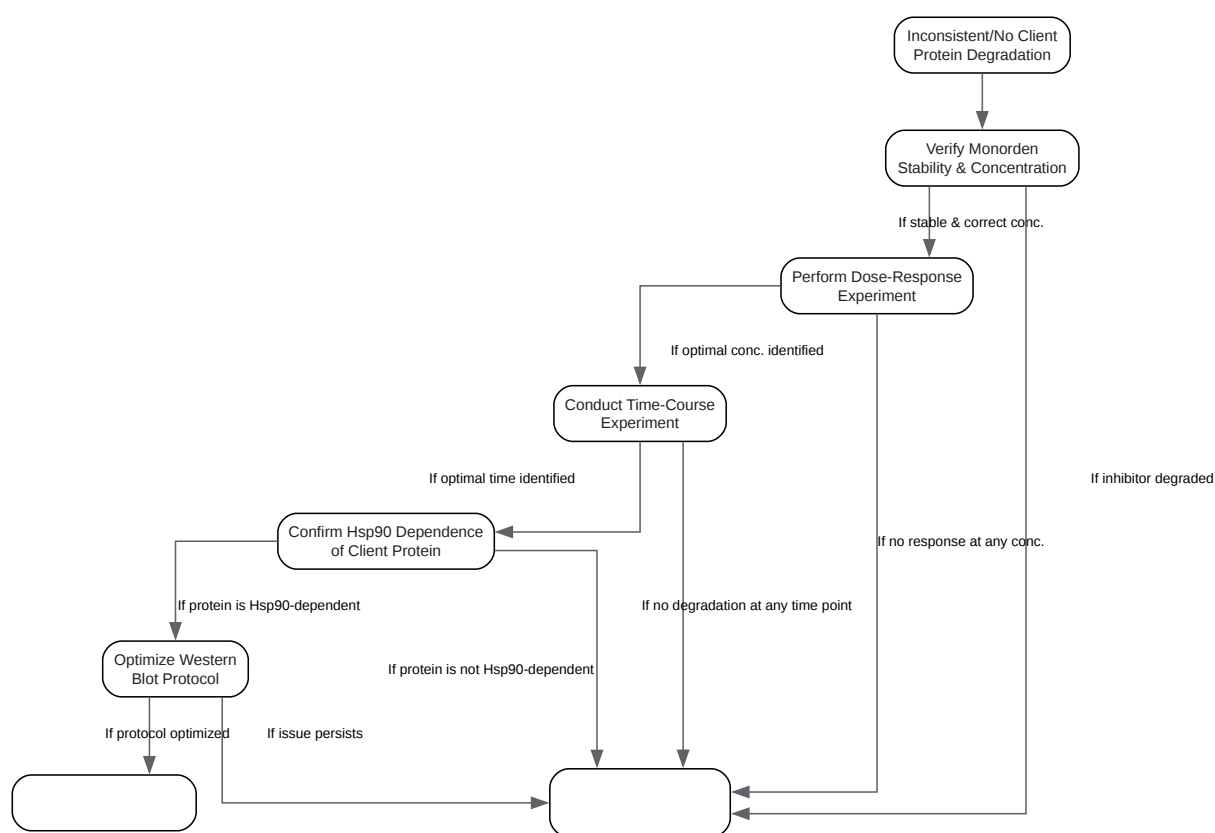 Inconsistent/No Client
Protein Degradation
Verify Monorden
Stability & Concentration
If stable & correct conc.
Perform Dose-Response
Experiment
If optimal conc. identified
Conduct Time-Course
Experiment
If optimal time identified
If inhibitor degraded
Confirm Hsp90 Dependence
of Client Protein
If no response at any conc.
If protein is Hsp90-dependent
If no degradation at any time point
Optimize Western
Blot Protocol
If protein is not Hsp90-dependent
If protocol optimized
If issue persists